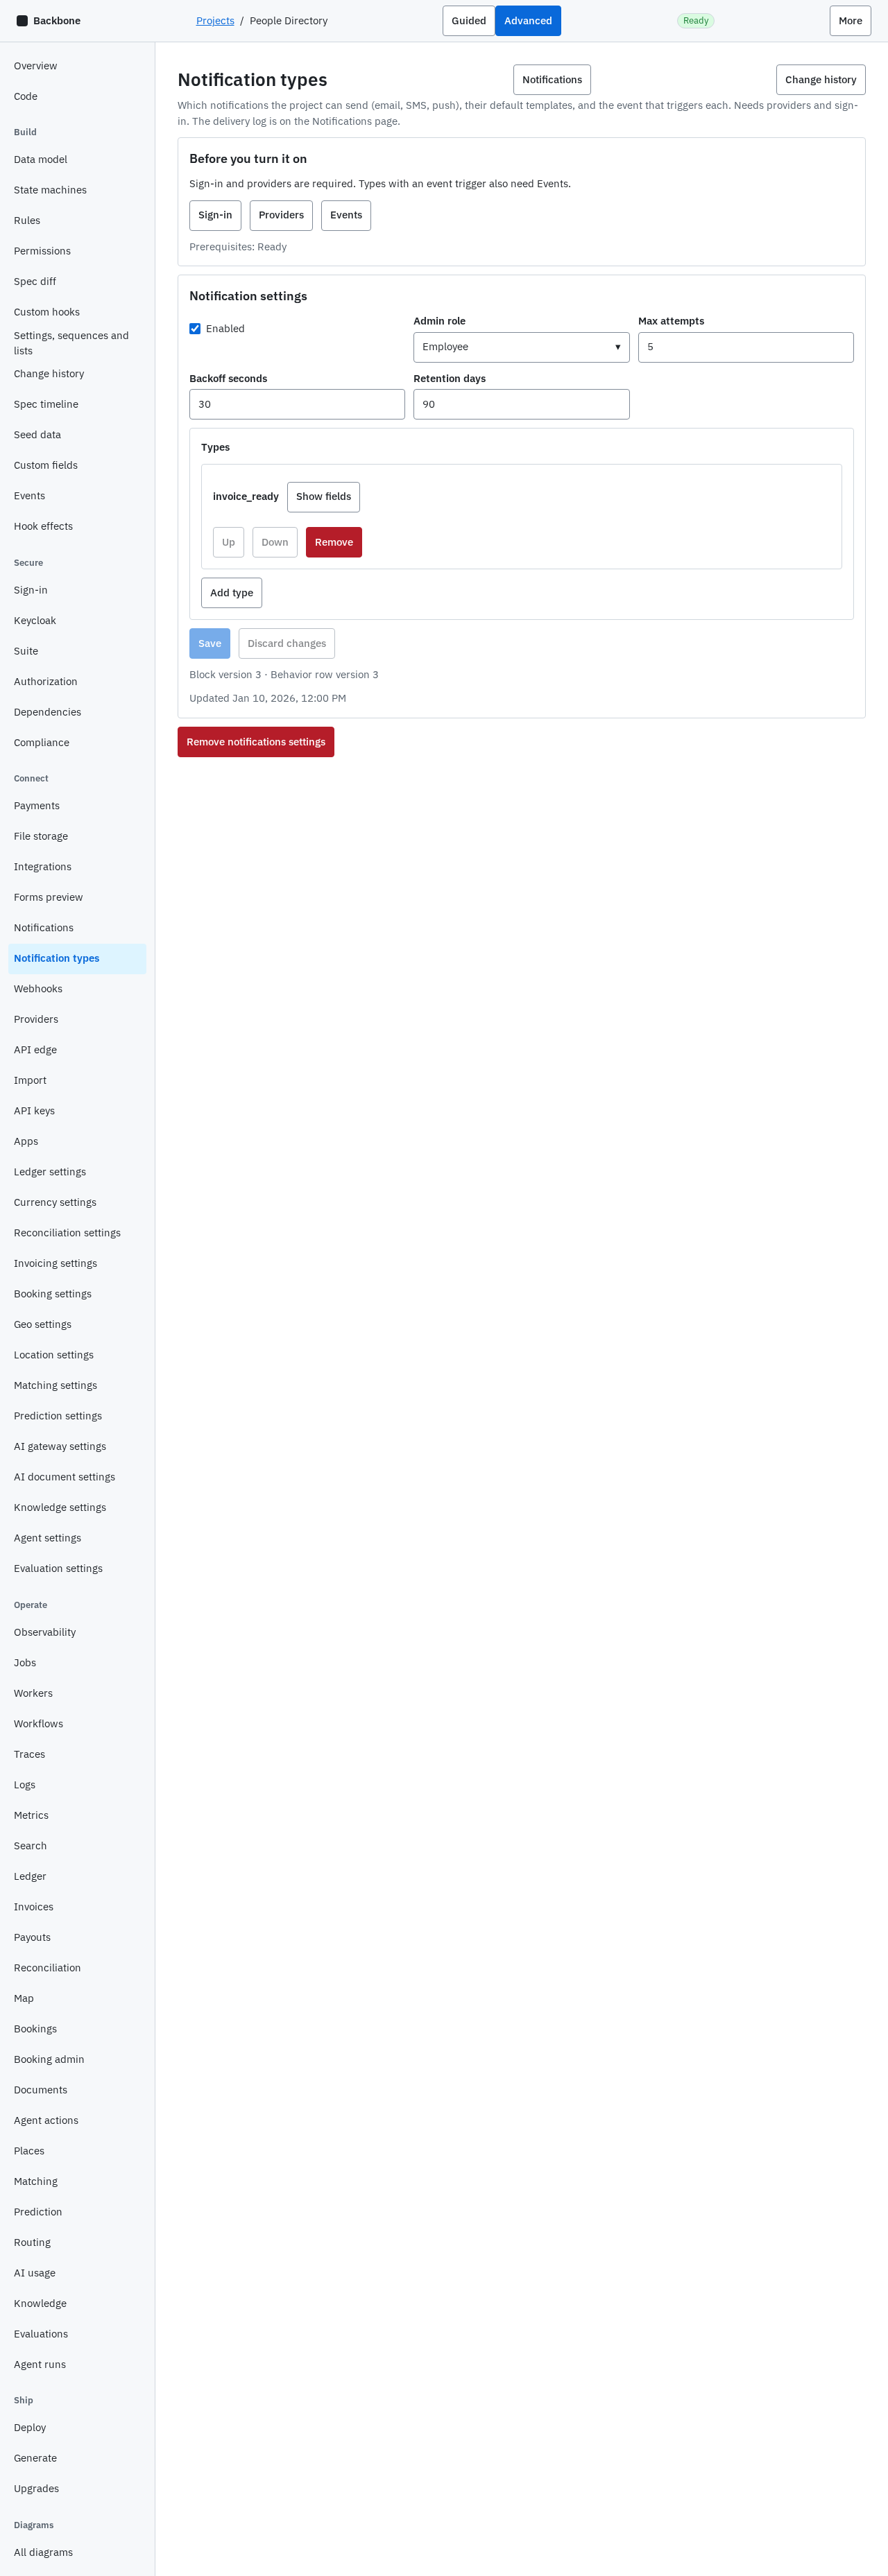 Backbone
Projects / People Directory
Guided
Advanced
Ready
More
Overview
Code
Build
Data model
State machines
Rules
Permissions
Spec diff
Custom hooks
Settings, sequences and
lists
Change history
Spec timeline
Seed data
Custom fields
Events
Hook effects
Secure
Sign-in
Keycloak
Suite
Authorization
Dependencies
Compliance
Connect
Payments
File storage
Integrations
Forms preview
Notifications
Notification types
Webhooks
Providers
API edge
Import
API keys
Apps
Ledger settings
Currency settings
Reconciliation settings
Invoicing settings
Booking settings
Geo settings
Location settings
Matching settings
Prediction settings
AI gateway settings
AI document settings
Knowledge settings
Agent settings
Evaluation settings
Operate
Observability
Jobs
Workers
Workflows
Traces
Logs
Metrics
Search
Ledger
Invoices
Payouts
Reconciliation
Map
Bookings
Booking admin
Documents
Agent actions
Places
Matching
Prediction
Routing
AI usage
Knowledge
Evaluations
Agent runs
Ship
Deploy
Generate
Upgrades
Diagrams
All diagrams
Notification types
Notifications
Change history
Which notifications the project can send (email, SMS, push), their default templates, and the event that triggers each. Needs providers and sign-
in. The delivery log is on the Notifications page.
Before you turn it on
Sign-in and providers are required. Types with an event trigger also need Events.
Sign-in
Providers
Events
Prerequisites: Ready
Notification settings
Enabled
Admin role
Employee
Max attempts
5
Backoff seconds
30
Retention days
90
Types
invoice_ready
Show fields
Up
Down
Remove
Add type
Save
Discard changes
Block version 3 · Behavior row version 3
Updated Jan 10, 2026, 12:00 PM
Remove notifications settings